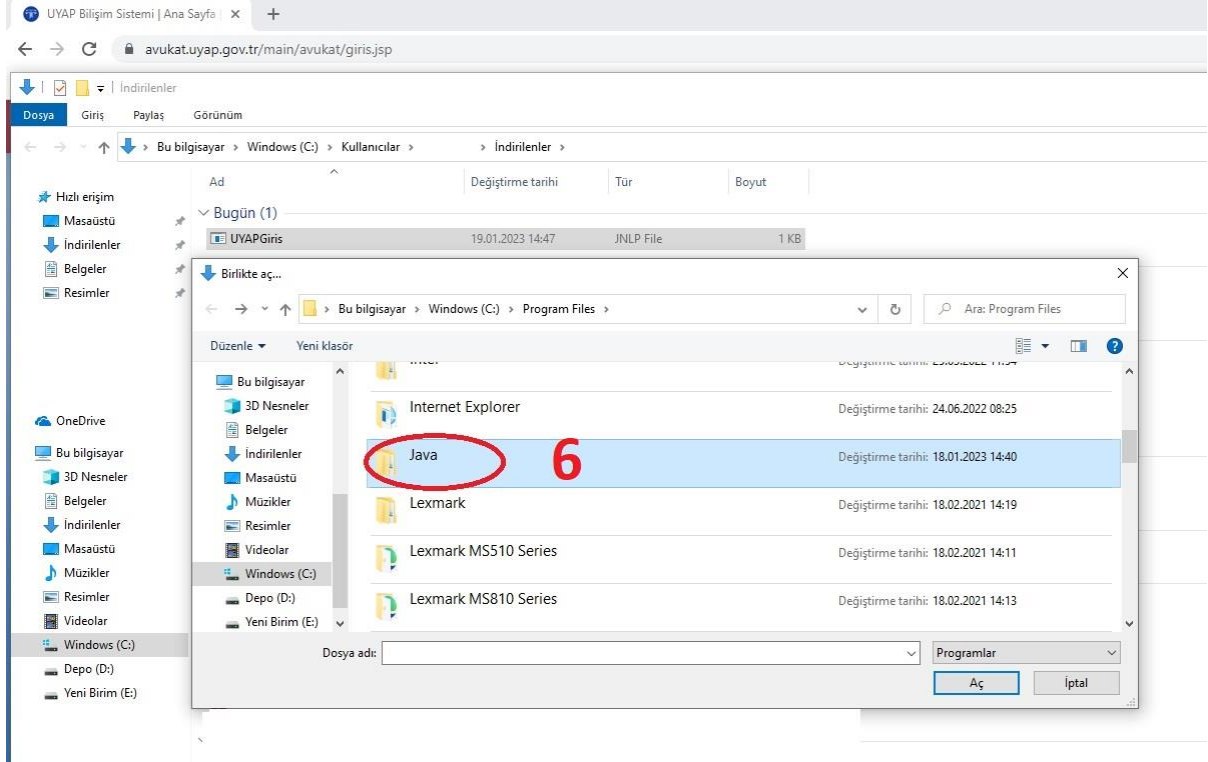 UYAP Bilişim Sistemi | Ana Sayfa
avukat.uyap.gov.tr/main/avukat/giris.jsp
İndirilenler
Dosya Giriş Paylaş Görünüm
Bu bilgisayar > Windows (C:) > Kullanıcılar > > İndirilenler >
Ad Değiştirme tarihi Tür Boyut
Hızlı erişim
Masaüstü
İndirilenler
Belgeler
Resimler
OneDrive
Bu bilgisayar
3D Nesneler
Belgeler
İndirilenler
Masaüstü
Müzikler
Resimler
Videolar
Windows (C:)
Depo (D:)
Yeni Birim (E:)
Bugün (1)
UYAPGiris 19.01.2023 14:47 JNLP File 1 KB
Birlikte aç...
Bu bilgisayar > Windows (C:) > Program Files >
Ara: Program Files
Düzenle Yeni klasör
Bu bilgisayar
3D Nesneler
Belgeler
İndirilenler
Masaüstü
Müzikler
Resimler
Videolar
Windows (C:)
Depo (D:)
Yeni Birim (E:)
Internet Explorer Değiştirme tarihi: 24.06.2022 08:25
Java 6 Değiştirme tarihi: 18.01.2023 14:40
Lexmark Değiştirme tarihi: 18.02.2021 14:19
Lexmark MS510 Series Değiştirme tarihi: 18.02.2021 14:11
Lexmark MS810 Series Değiştirme tarihi: 18.02.2021 14:13
Dosya adı: Programlar
Aç İptal